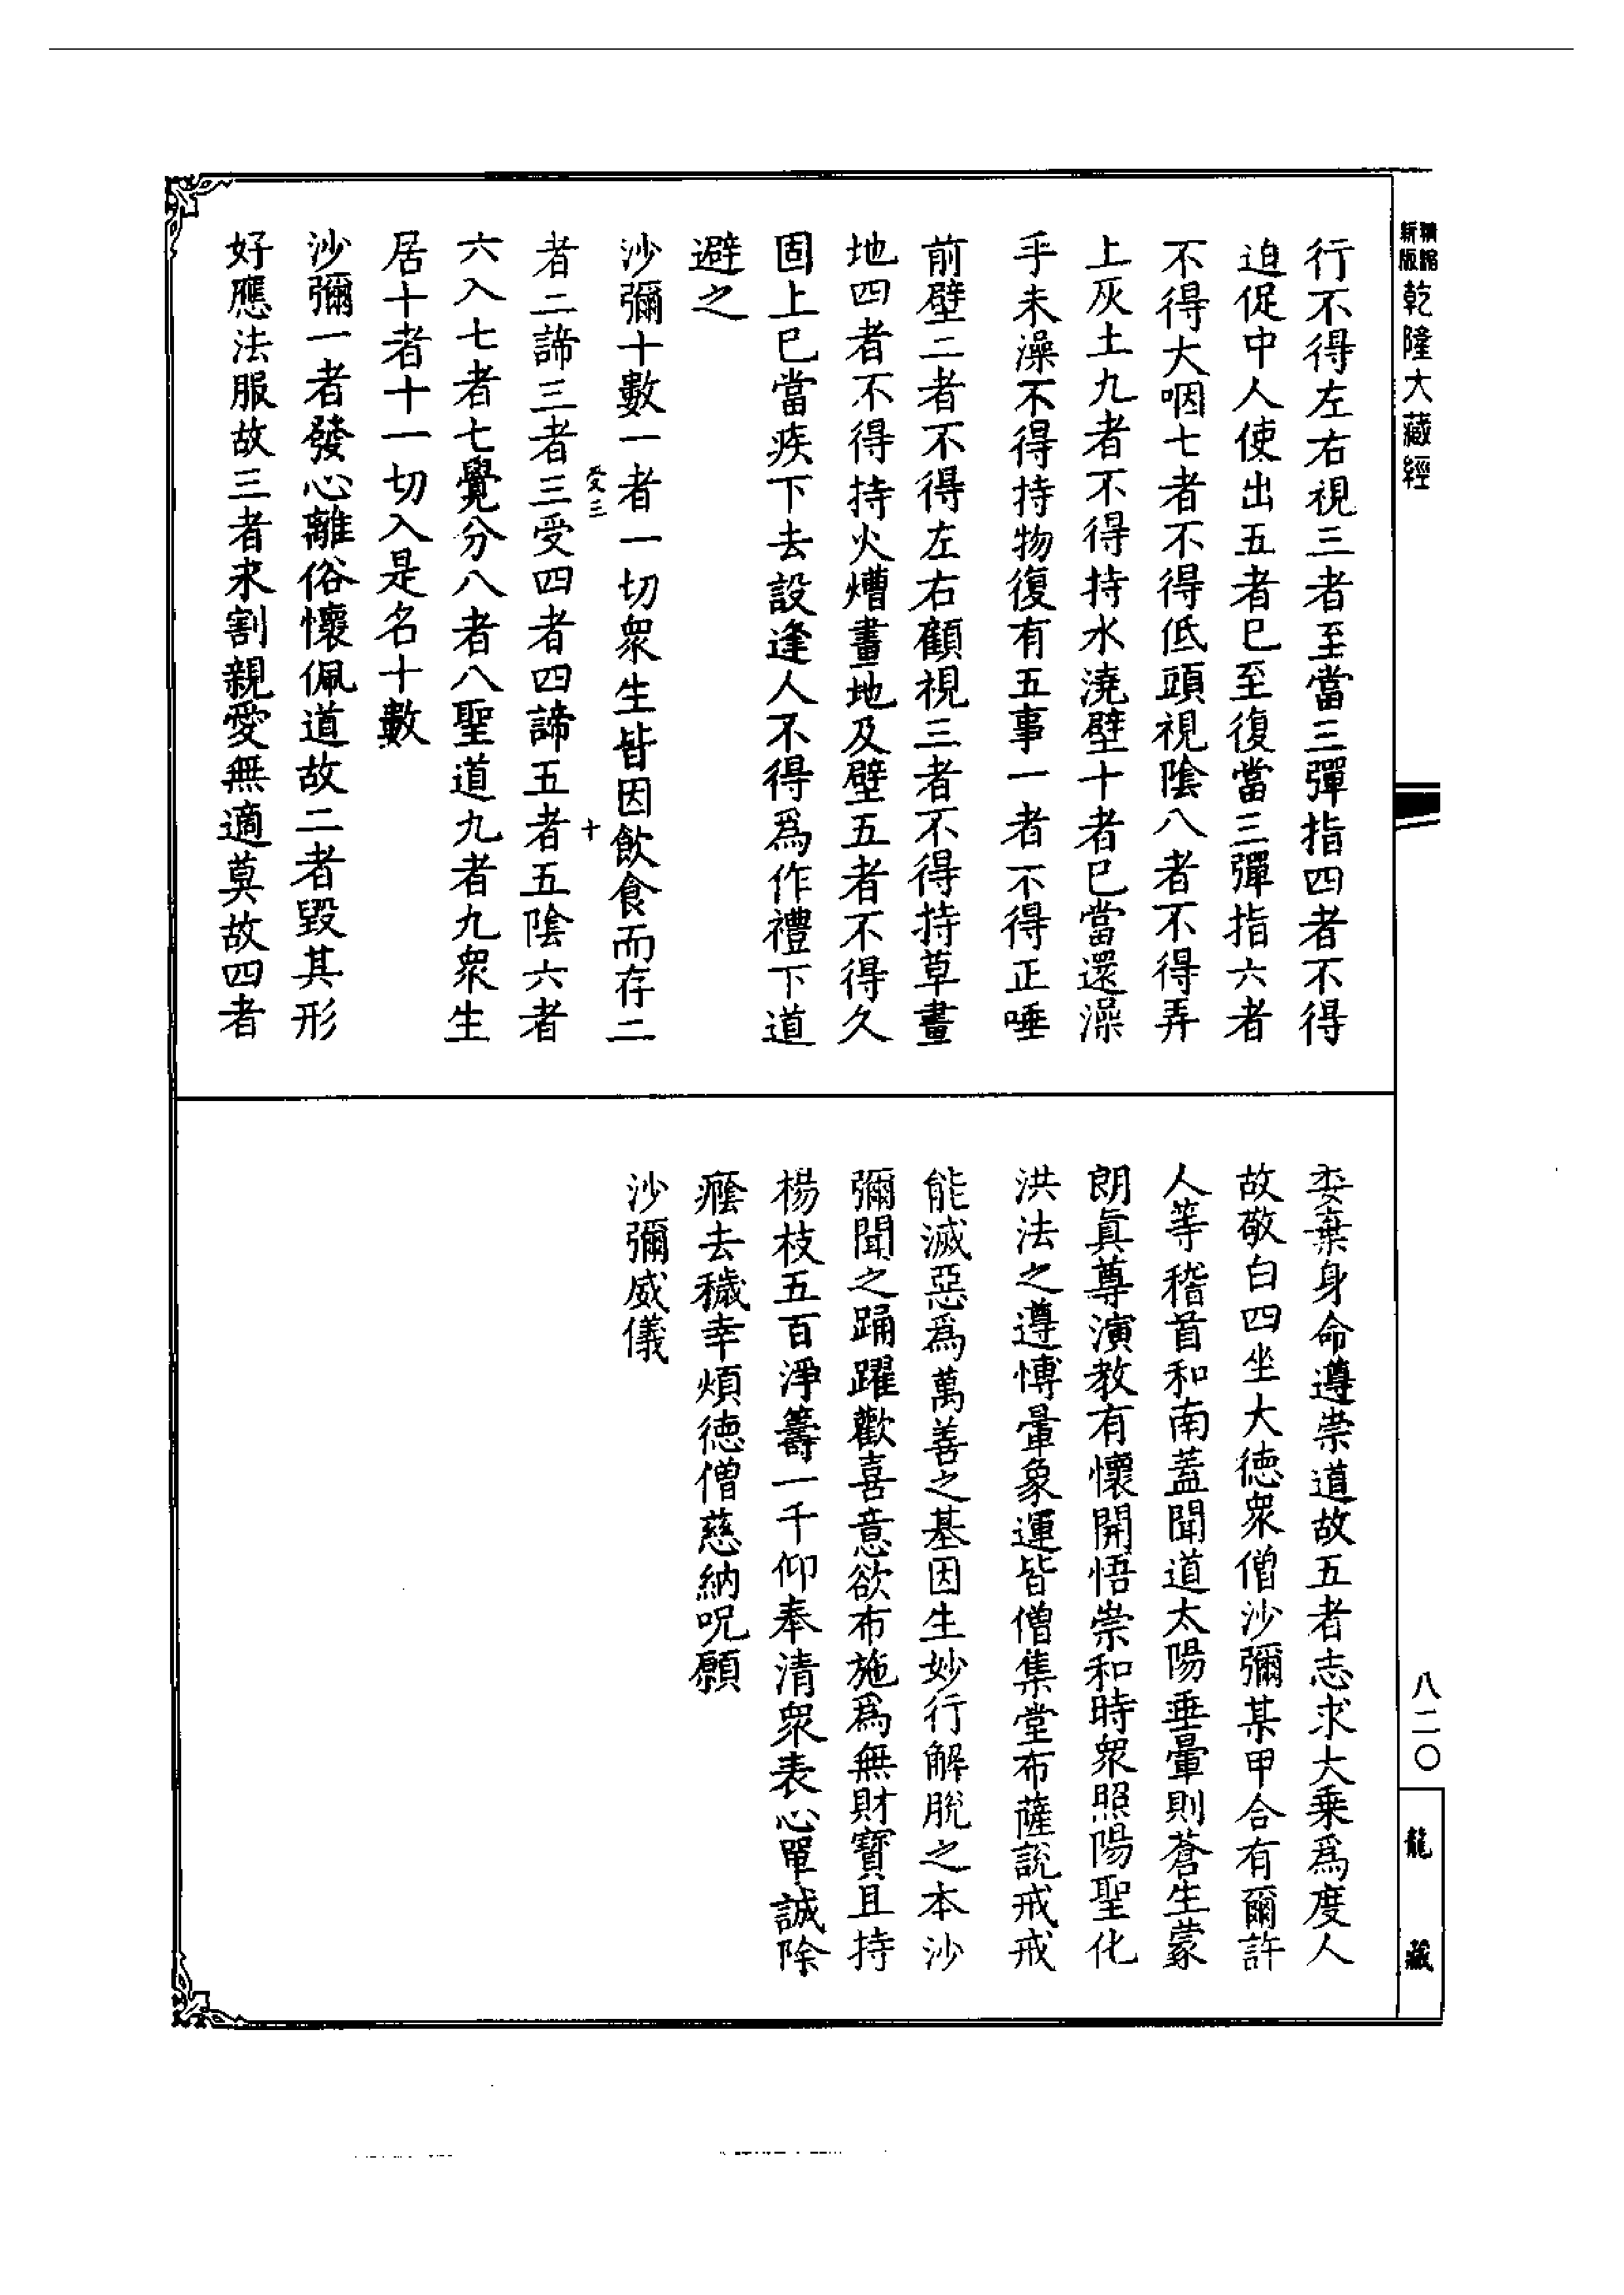 新版
精縮
乾隆大藏經
行不得左右視三者至當三彈指四者不得
迫促中人使出五者已至復當三彈指六者
不得大咽七者不得低頭視陰八者不得弄
上灰土九者不得持水澆壁十者已當還澡
手未澡不得持物復有五事一者不得正唾
前壁二者不得左右顧視三者不得持草畫
地四者不得持火燶畫地及壁五者不得久
固上已當疾下去設逢人不得爲作禮下道
避之
沙彌十數一者一切眾生皆因飲食而存二
受三
十
者二諦三者三受四者四諦五者五陰六者
六入七者七覺分八者八聖道九者九眾生
居十者十一切入是名十數
沙彌一者發心離俗懷佩道故二者毀其形
好應法服故三者永割親愛無適莫故四者
委棄身命遵崇道故五者志求大乘爲度人
故敬白四坐大德眾僧沙彌某甲合有爾許
人等稽首和南蓋聞道太陽垂暈則蒼生蒙
朗真尊演教有懷開悟崇和時眾照陽聖化
洪法之遵愽暈象運皆僧集堂布薩說戒戒
能滅惡爲萬善之基因生妙行解脫之本沙
彌聞之踊躍歡喜意欲布施爲無財寶且持
楊枝五百淨籌一千仰奉清眾表心單誠除
癊去穢幸煩德僧慈納呪願
沙彌威儀
八二〇
龍藏